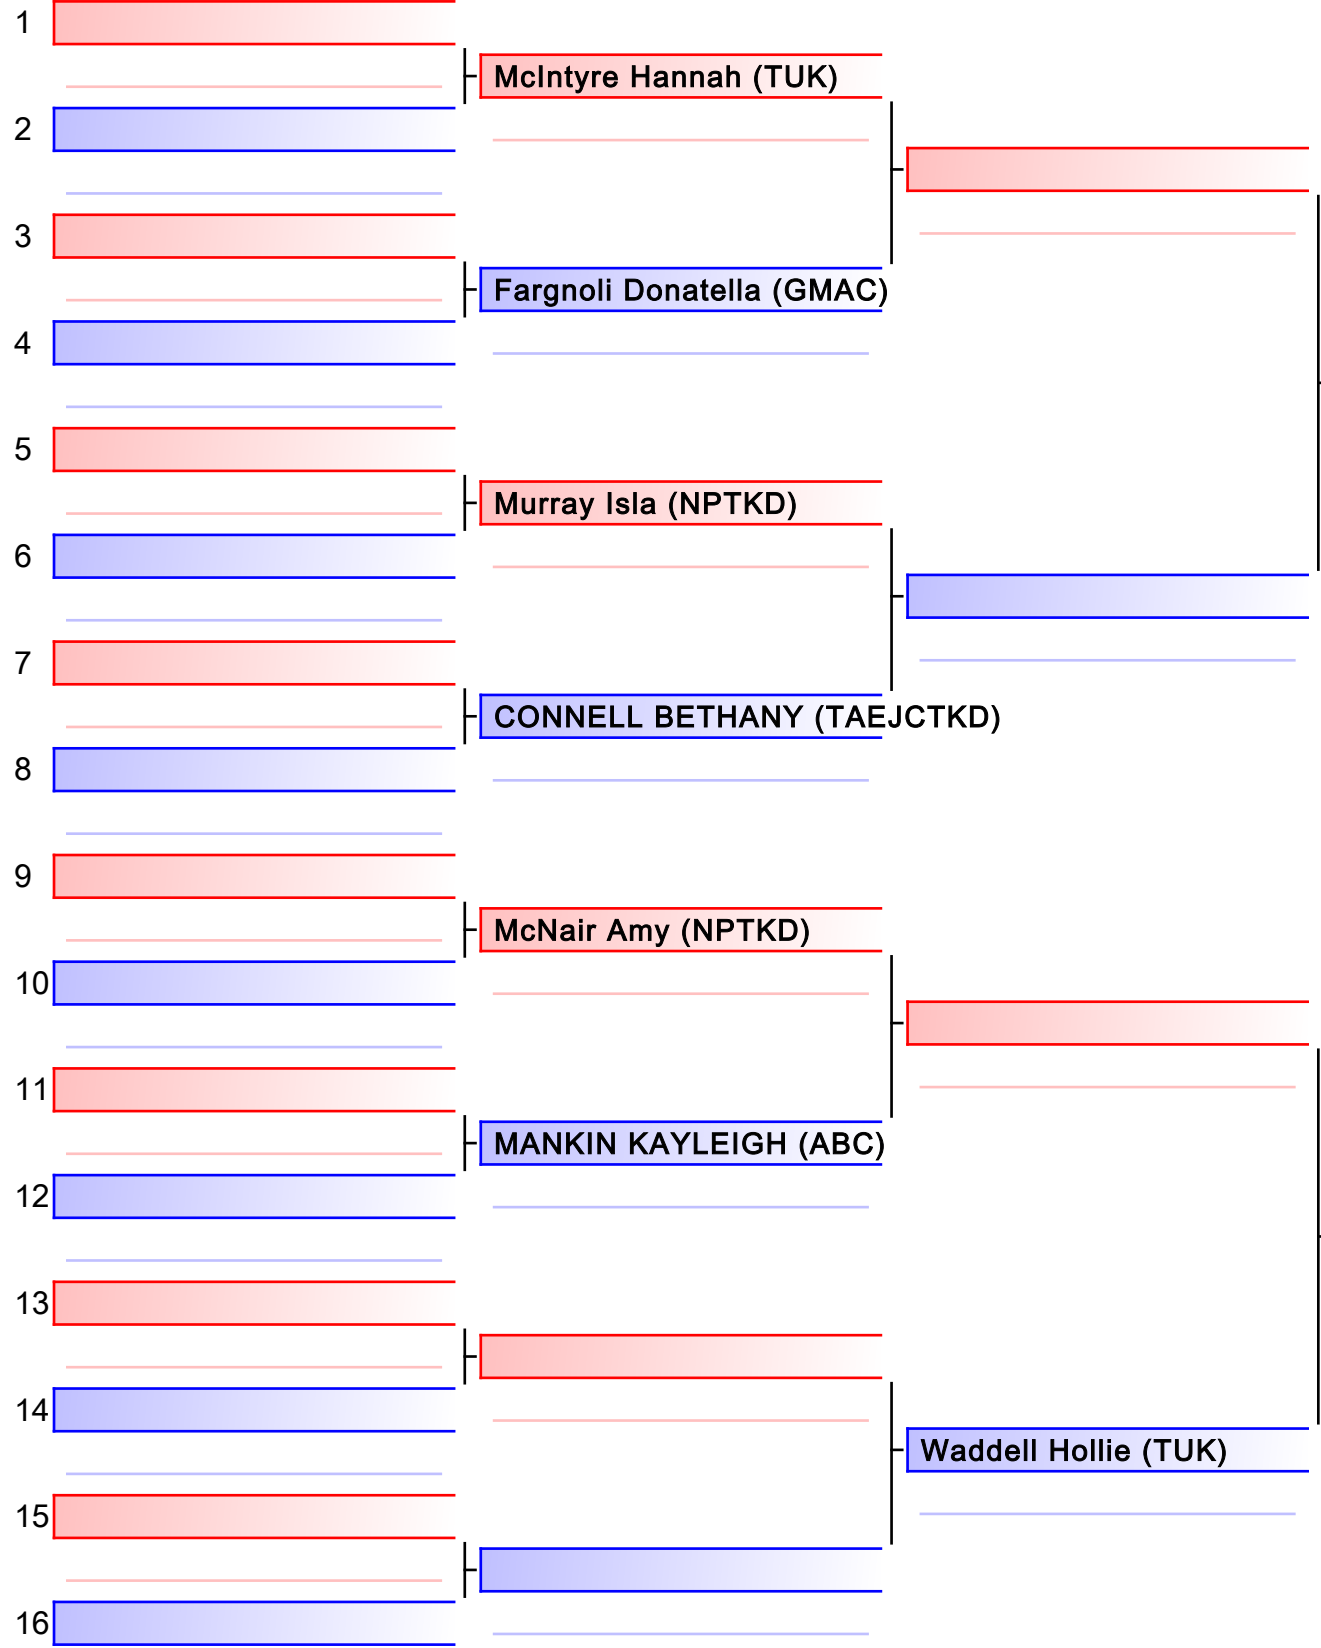 1
McIntyre Hannah (TUK)
2
3
Fargnoli Donatella (GMAC)
4
5
Murray Isla (NPTKD)
6
7
CONNELL BETHANY (TAEJCTKD)
8
9
McNair Amy (NPTKD)
10
11
MANKIN KAYLEIGH (ABC)
12
13
14
Waddell Hollie (TUK)
15
16